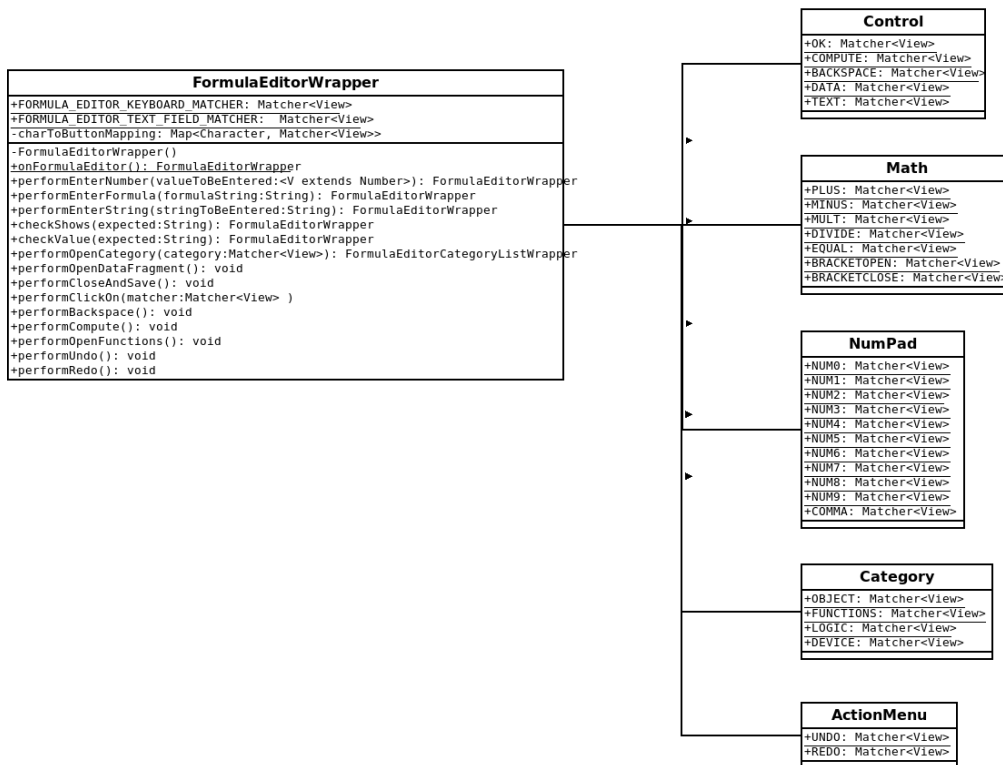 FormulaEditorWrapper
+FORMULA_EDITOR_KEYBOARD_MATCHER: Matcher<View>
+FORMULA_EDITOR_TEXT_FIELD_MATCHER:  Matcher<View>
-charToButtonMapping: Map<Character, Matcher<View>>
-FormulaEditorWrapper()
+onFormulaEditor(): FormulaEditorWrapper
+performEnterNumber(valueToBeEntered:<V extends Number>): FormulaEditorWrapper
+performEnterFormula(formulaString:String): FormulaEditorWrapper
+performEnterString(stringToBeEntered:String): FormulaEditorWrapper
+checkShows(expected:String): FormulaEditorWrapper
+checkValue(expected:String): FormulaEditorWrapper
+performOpenCategory(category:Matcher<View>): FormulaEditorCategoryListWrapper
+performOpenDataFragment(): void
+performCloseAndSave(): void
+performClickOn(matcher:Matcher<View> )
+performBackspace(): void
+performCompute(): void
+performOpenFunctions(): void
+performUndo(): void
+performRedo(): void
Control
+OK: Matcher<View>
+COMPUTE: Matcher<View>
+BACKSPACE: Matcher<View>
+DATA: Matcher<View>
+TEXT: Matcher<View>
Math
+PLUS: Matcher<View>
+MINUS: Matcher<View>
+MULT: Matcher<View>
+DIVIDE: Matcher<View>
+EQUAL: Matcher<View>
+BRACKETOPEN: Matcher<View>
+BRACKETCLOSE: Matcher<View>
NumPad
+NUM0: Matcher<View>
+NUM1: Matcher<View>
+NUM2: Matcher<View>
+NUM3: Matcher<View>
+NUM4: Matcher<View>
+NUM5: Matcher<View>
+NUM6: Matcher<View>
+NUM7: Matcher<View>
+NUM8: Matcher<View>
+NUM9: Matcher<View>
+COMMA: Matcher<View>
Category
+OBJECT: Matcher<View>
+FUNCTIONS: Matcher<View>
+LOGIC: Matcher<View>
+DEVICE: Matcher<View>
ActionMenu
+UNDO: Matcher<View>
+REDO: Matcher<View>